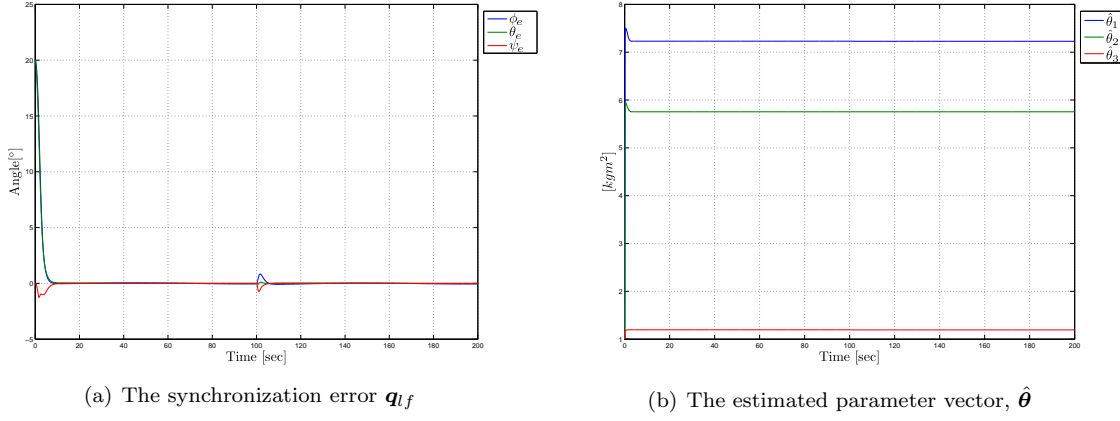 25
20
15
10
5
0
−5
0 20 40 60 80 100 120 140 160 180 200
Angle[°]
Time [sec]
ϕₑ
θₑ
ψₑ
(a) The synchronization error q_{lf}
8
7
6
5
4
3
2
1
0 20 40 60 80 100 120 140 160 180 200
[kgm²]
Time [sec]
θ̂₁
θ̂₂
θ̂₃
(b) The estimated parameter vector, θ̂